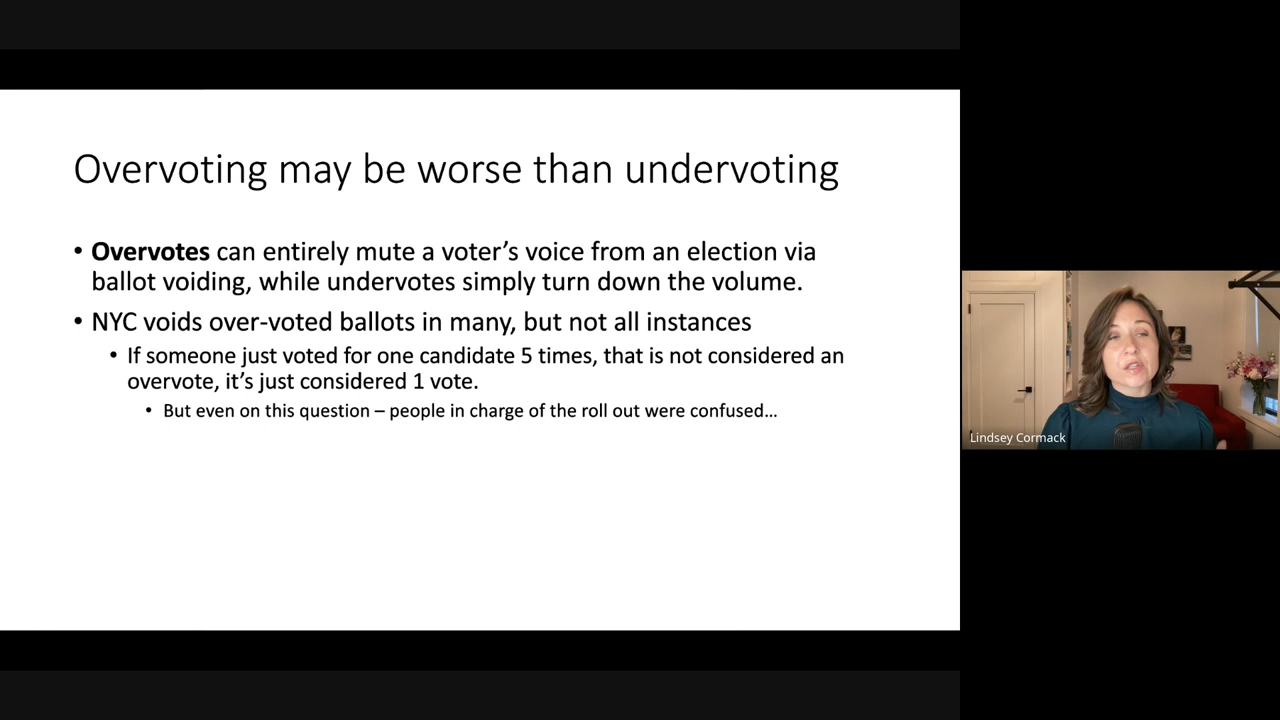 Overvoting may be worse than undervoting
• Overvotes can entirely mute a voter’s voice from an election via
ballot voiding, while undervotes simply turn down the volume.
• NYC voids over-voted ballots in many, but not all instances
• If someone just voted for one candidate 5 times, that is not considered an
overvote, it’s just considered 1 vote.
• But even on this question – people in charge of the roll out were confused…
Lindsey Cormack